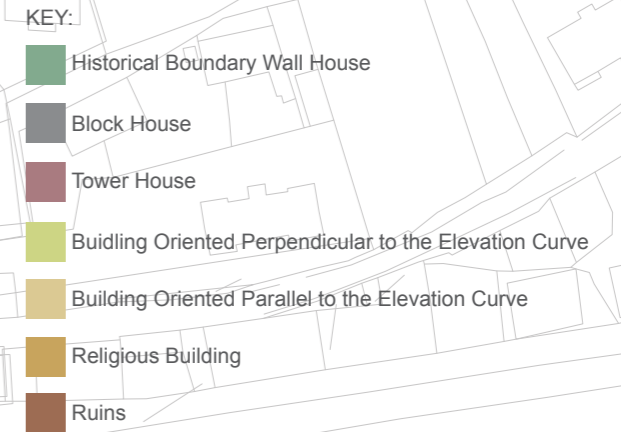 KEY:
Historical Boundary Wall House
Block House
Tower House
Buidling Oriented Perpendicular to the Elevation Curve
Building Oriented Parallel to the Elevation Curve
Religious Building
Ruins